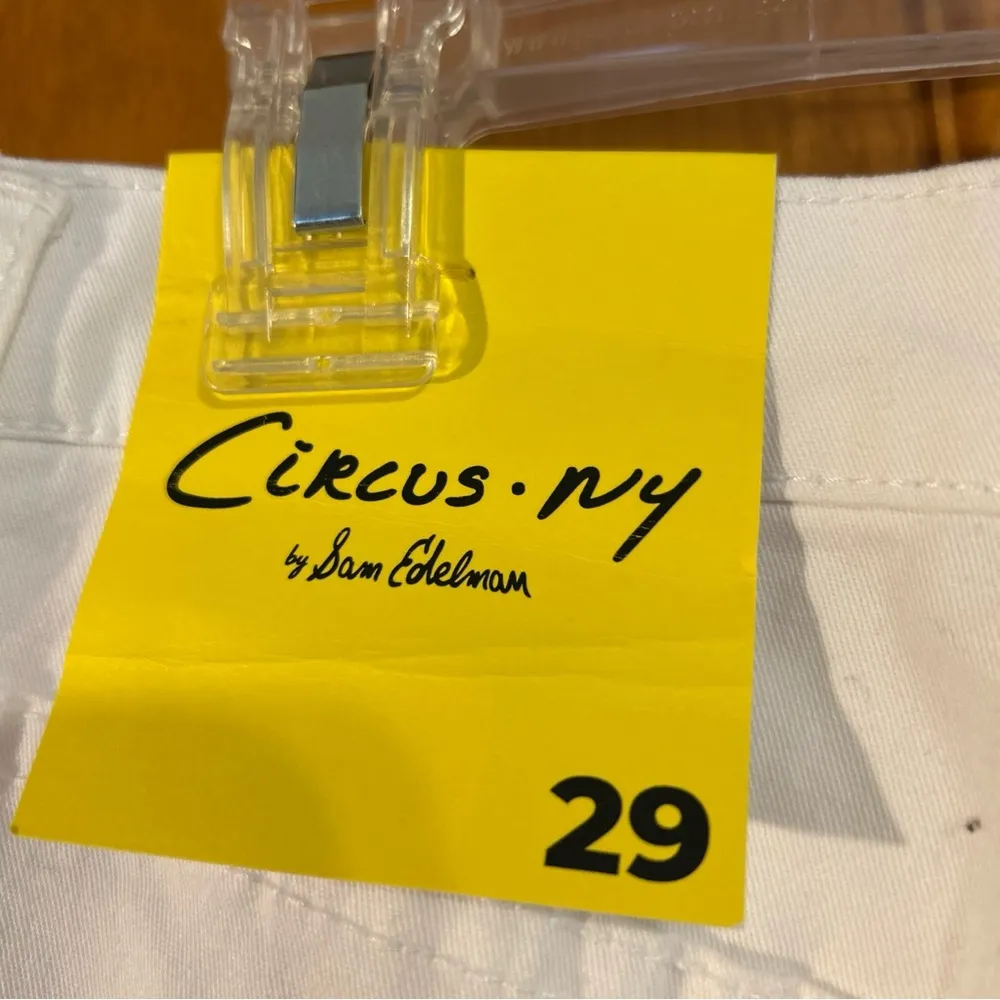 CIRCUS · NY
by Sam Edelman
29